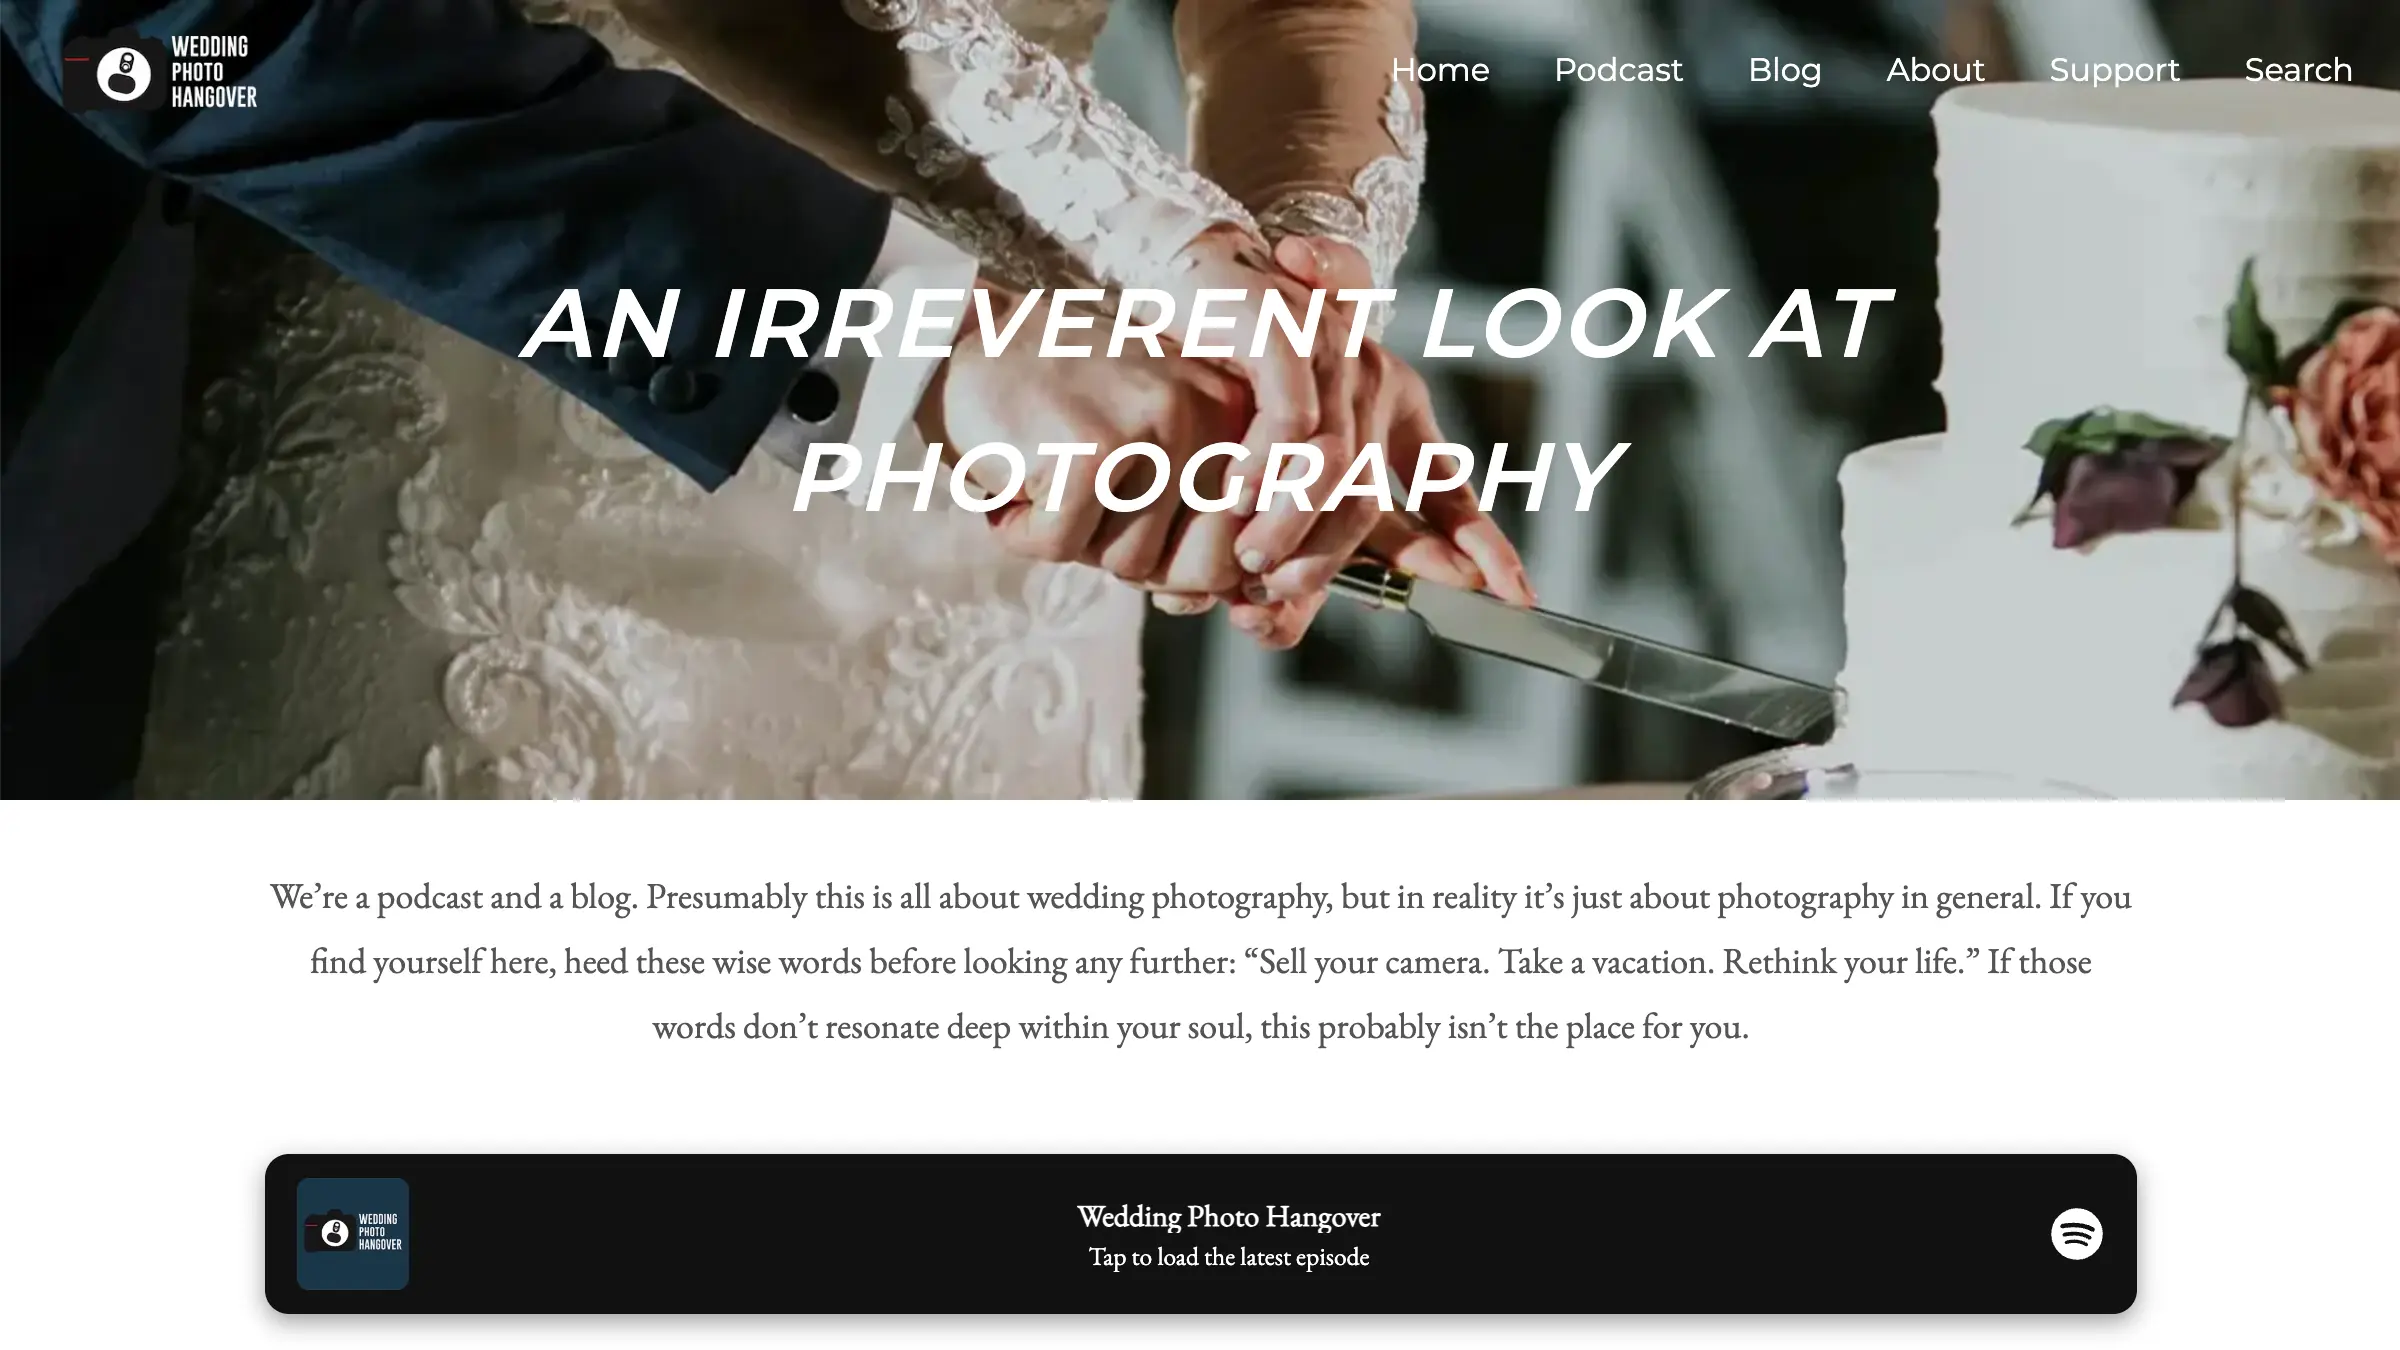 WEDDING
PHOTO
HANGOVER
Home Podcast Blog About Support Search
AN IRREVERENT LOOK AT
PHOTOGRAPHY
We’re a podcast and a blog. Presumably this is all about wedding photography, but in reality it’s just about photography in general. If you
find yourself here, heed these wise words before looking any further: “Sell your camera. Take a vacation. Rethink your life.” If those
words don’t resonate deep within your soul, this probably isn’t the place for you.
WEDDING
PHOTO
HANGOVER
Wedding Photo Hangover
Tap to load the latest episode